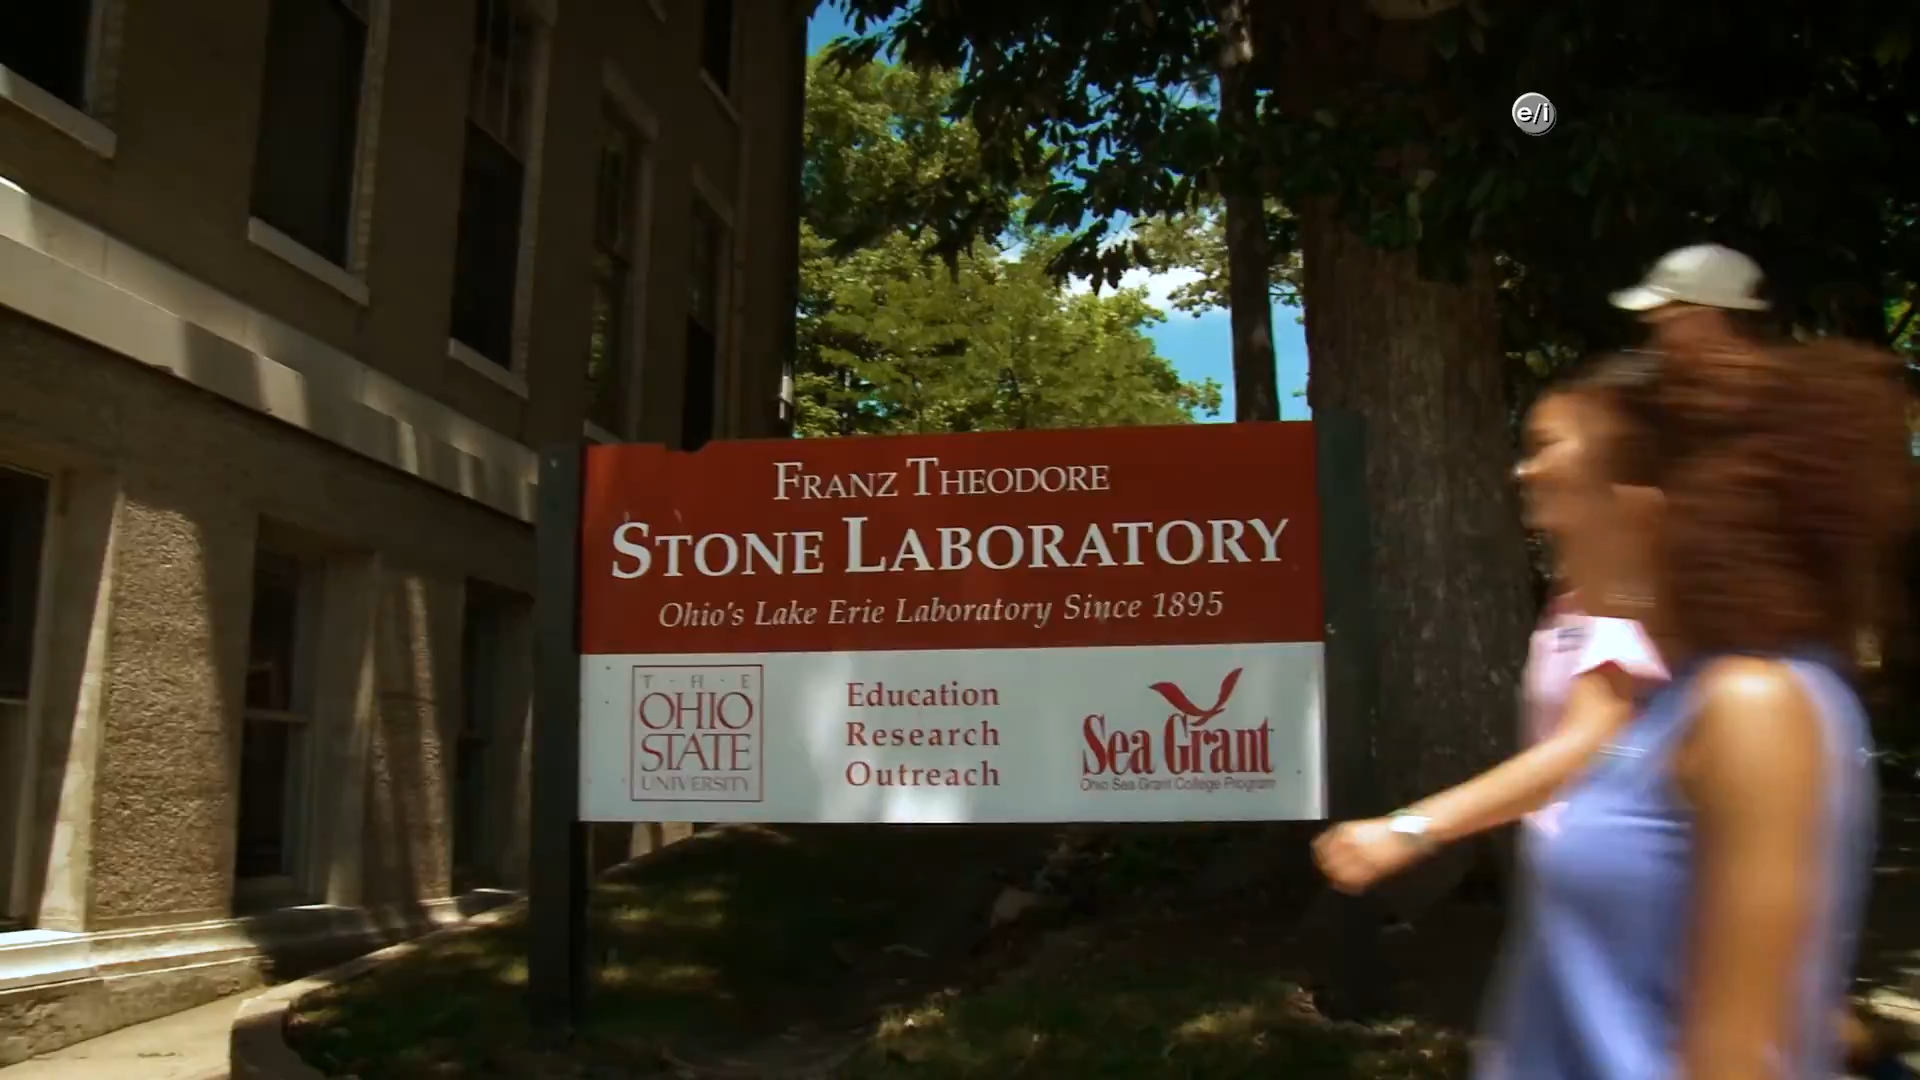 e/i
FRANZ THEODORE
STONE LABORATORY
Ohio's Lake Erie Laboratory Since 1895
T·H·E
OHIO
STATE
UNIVERSITY
Education
Research
Outreach
Sea Grant
Ohio Sea Grant College Program